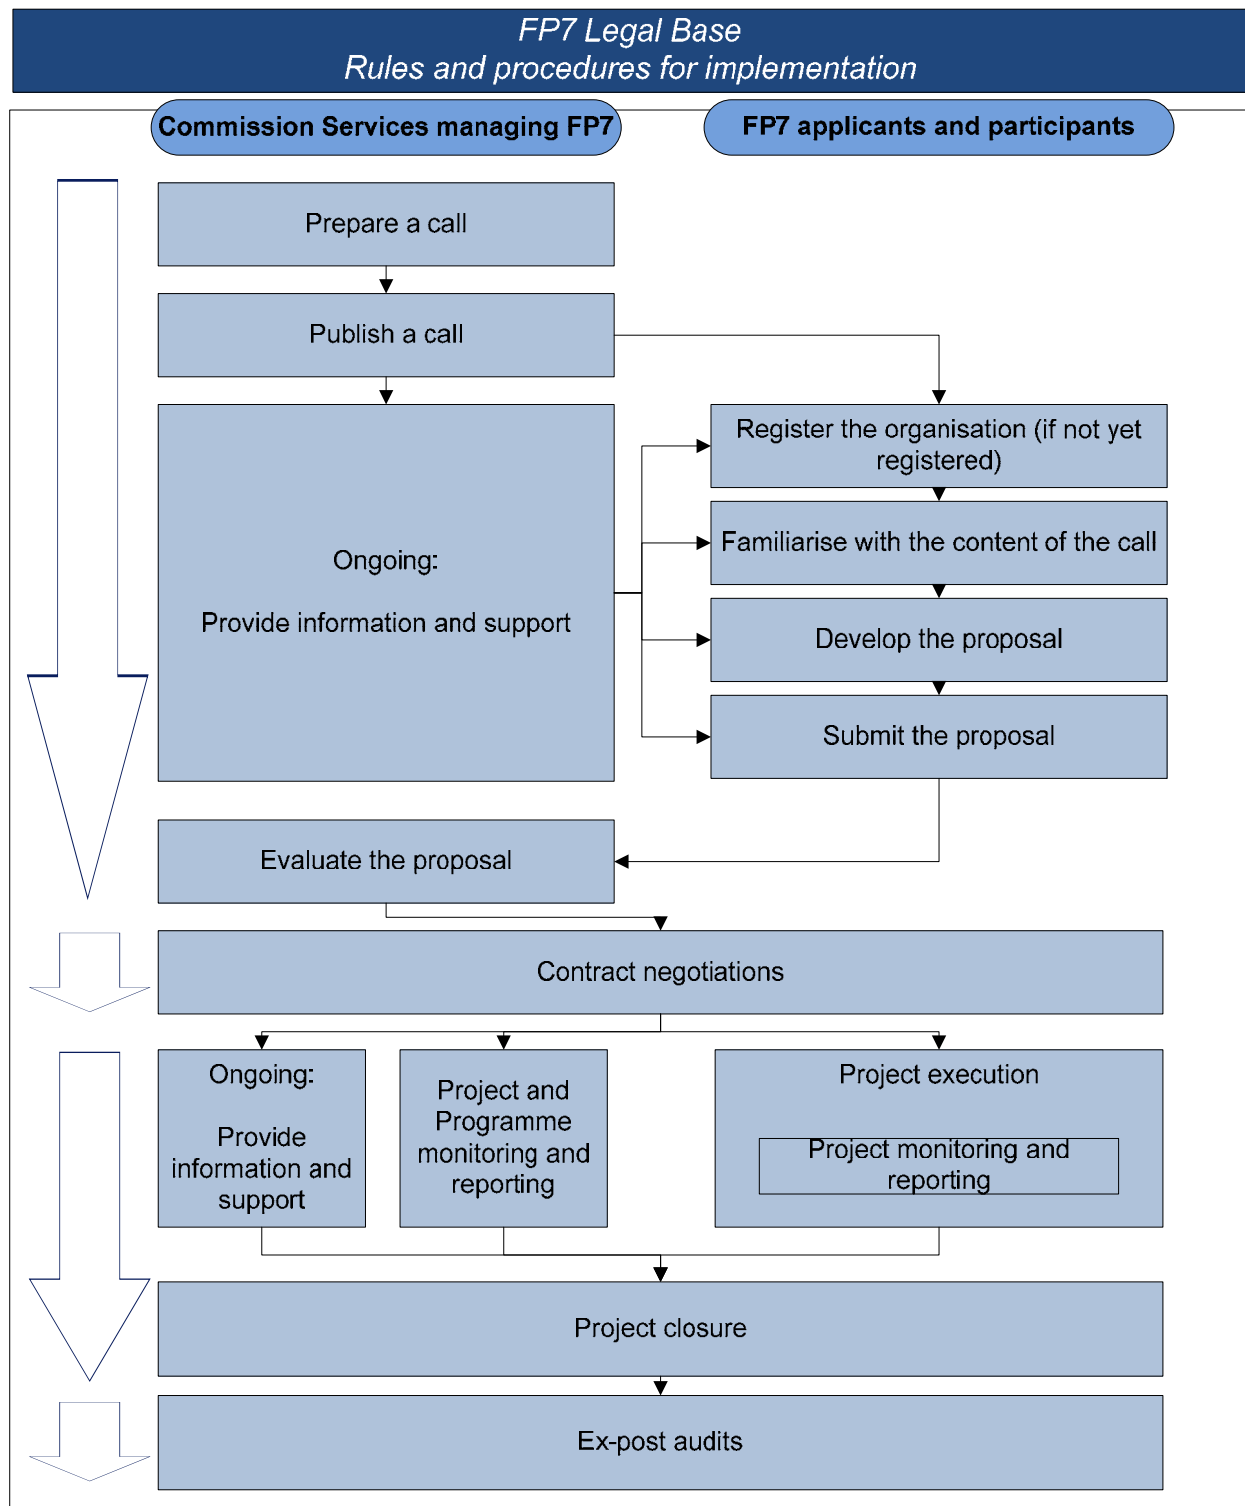 FP7 Legal Base
Rules and procedures for implementation
Commission Services managing FP7
FP7 applicants and participants
Prepare a call
Publish a call
Ongoing:
Provide information and support
Register the organisation (if not yet
registered)
Familiarise with the content of the call
Develop the proposal
Submit the proposal
Evaluate the proposal
Contract negotiations
Ongoing:
Provide
information and
support
Project and
Programme
monitoring and
reporting
Project execution
Project monitoring and
reporting
Project closure
Ex-post audits